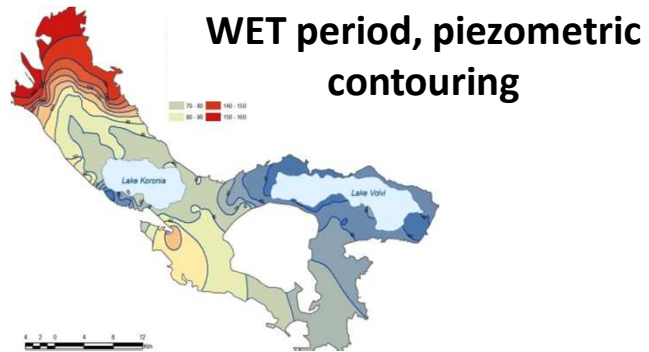 WET period, piezometric
contouring
70 - 80
140 - 150
80 - 90
150 - 160
Lake Koronia
Lake Volvi
4 2 0 4 8 12
Km